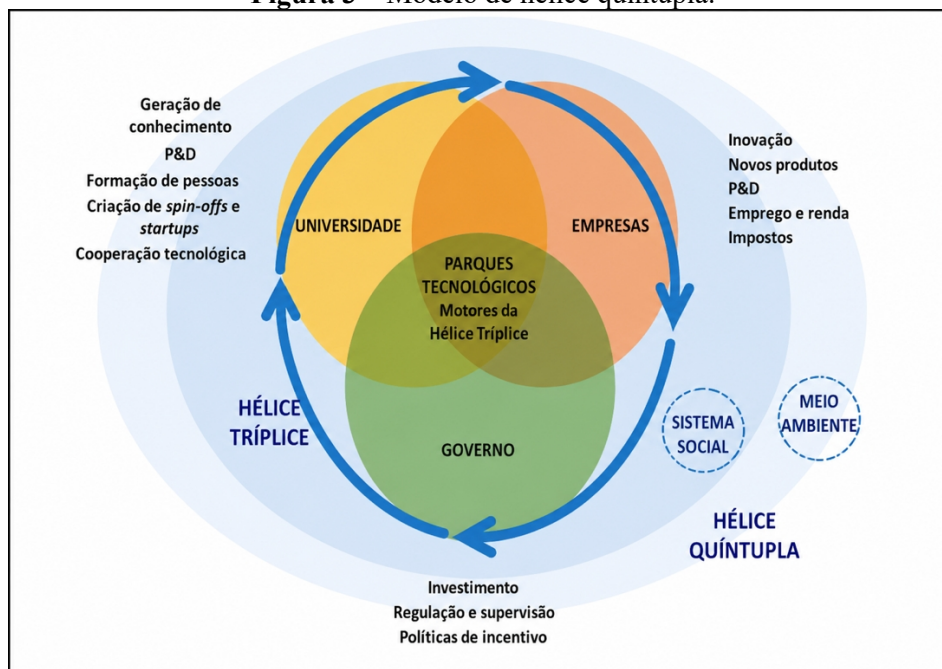 Figura 3 – Modelo de hélice quíntupla.
Geração de
conhecimento
P&D
Formação de pessoas
Criação de spin-offs e
startups
Cooperação tecnológica
UNIVERSIDADE
EMPRESAS
Inovação
Novos produtos
P&D
Emprego e renda
Impostos
PARQUES
TECNOLÓGICOS
Motores da
Hélice Tríplice
HÉLICE
TRÍPLICE
GOVERNO
SISTEMA
SOCIAL
MEIO
AMBIENTE
HÉLICE
QUÍNTUPLA
Investimento
Regulação e supervisão
Políticas de incentivo